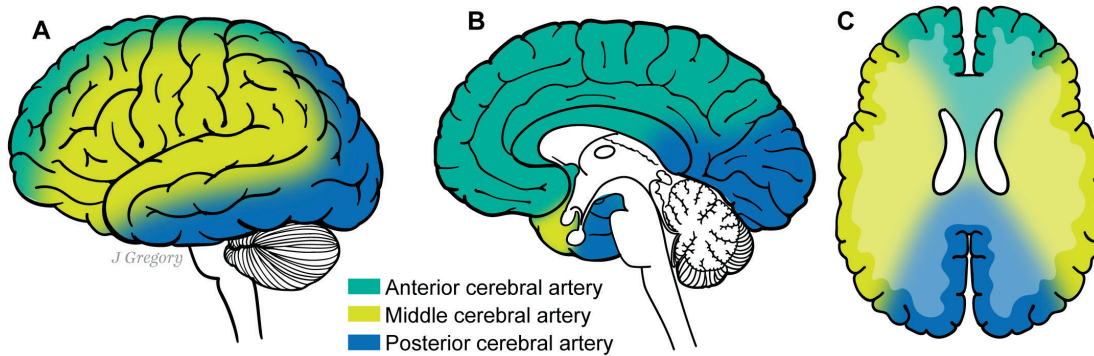 A
B
C
J Gregory
Anterior cerebral artery
Middle cerebral artery
Posterior cerebral artery